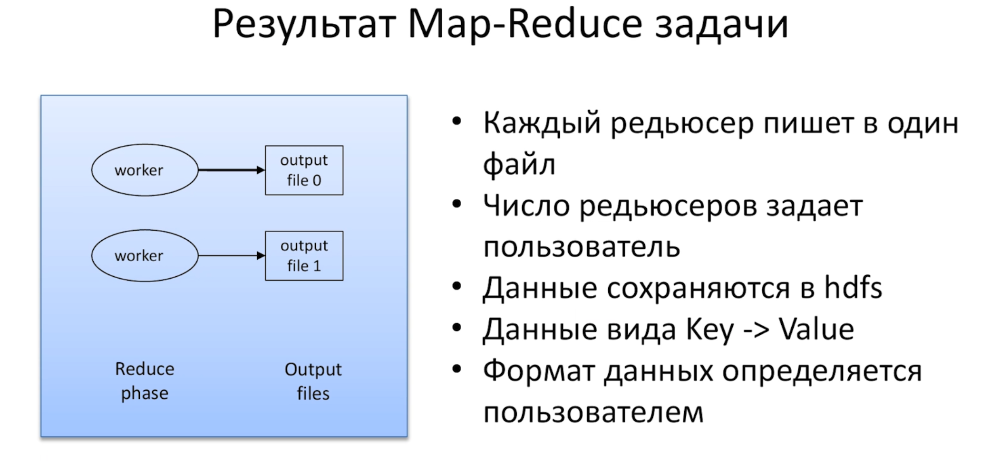 Результат Map-Reduce задачи
worker
output
file 0
worker
output
file 1
Reduce
phase
Output
files
• Каждый редьюсер пишет в один
файл
• Число редьюсеров задает
пользователь
• Данные сохраняются в hdfs
• Данные вида Key -> Value
• Формат данных определяется
пользователем